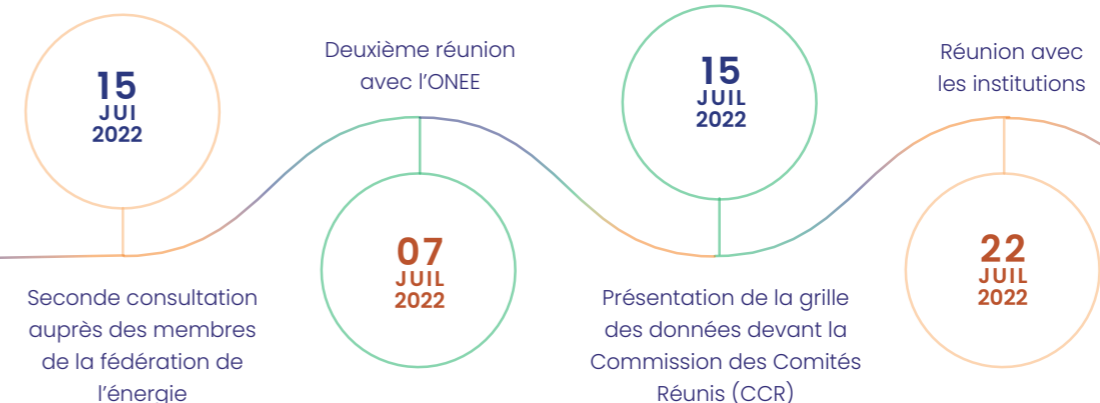 15
JUI
2022
Seconde consultation
auprès des membres
de la fédération de
l'énergie
Deuxième réunion
avec l'ONEE
07
JUIL
2022
15
JUIL
2022
Présentation de la grille
des données devant la
Commission des Comités
Réunis (CCR)
Réunion avec
les institutions
22
JUIL
2022